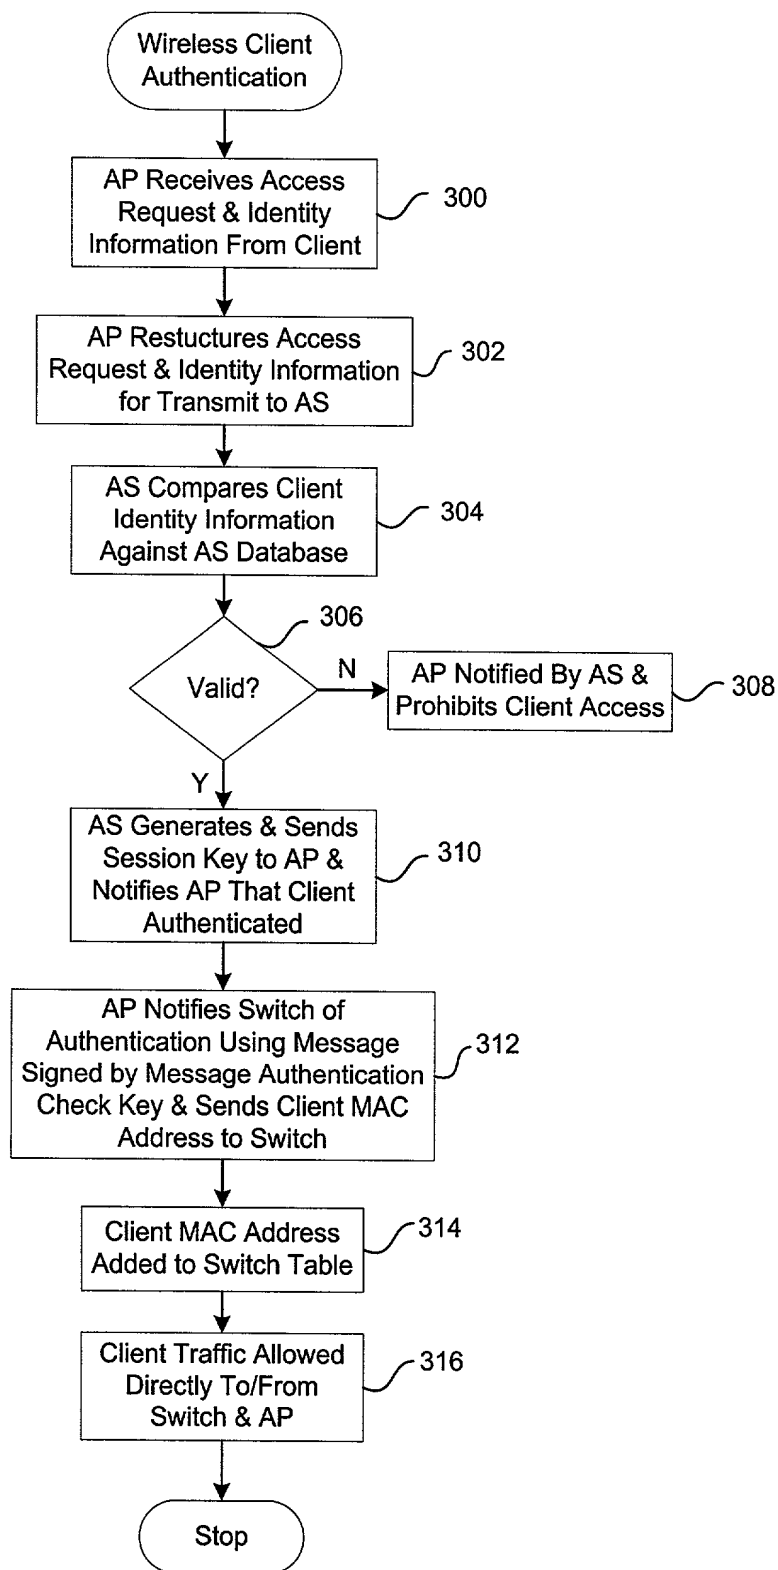 Wireless Client
Authentication
AP Receives Access
Request & Identity
Information From Client
300
AP Restuctures Access
Request & Identity Information
for Transmit to AS
302
AS Compares Client
Identity Information
Against AS Database
304
306
Valid?
N
AP Notified By AS &
Prohibits Client Access
308
Y
AS Generates & Sends
Session Key to AP &
Notifies AP That Client
Authenticated
310
AP Notifies Switch of
Authentication Using Message
Signed by Message Authentication
Check Key & Sends Client MAC
Address to Switch
312
Client MAC Address
Added to Switch Table
314
Client Traffic Allowed
Directly To/From
Switch & AP
316
Stop